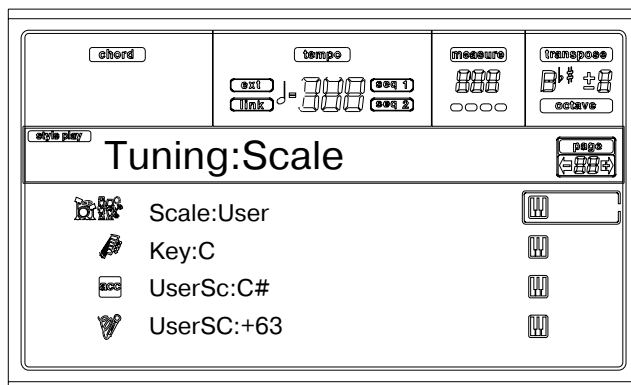 chord tempo measure transpose
ext seq 1
link seq 2
octave
style play
Tuning:Scale
page
Scale:User
Key:C
acc UserSc:C#
UserSC:+63